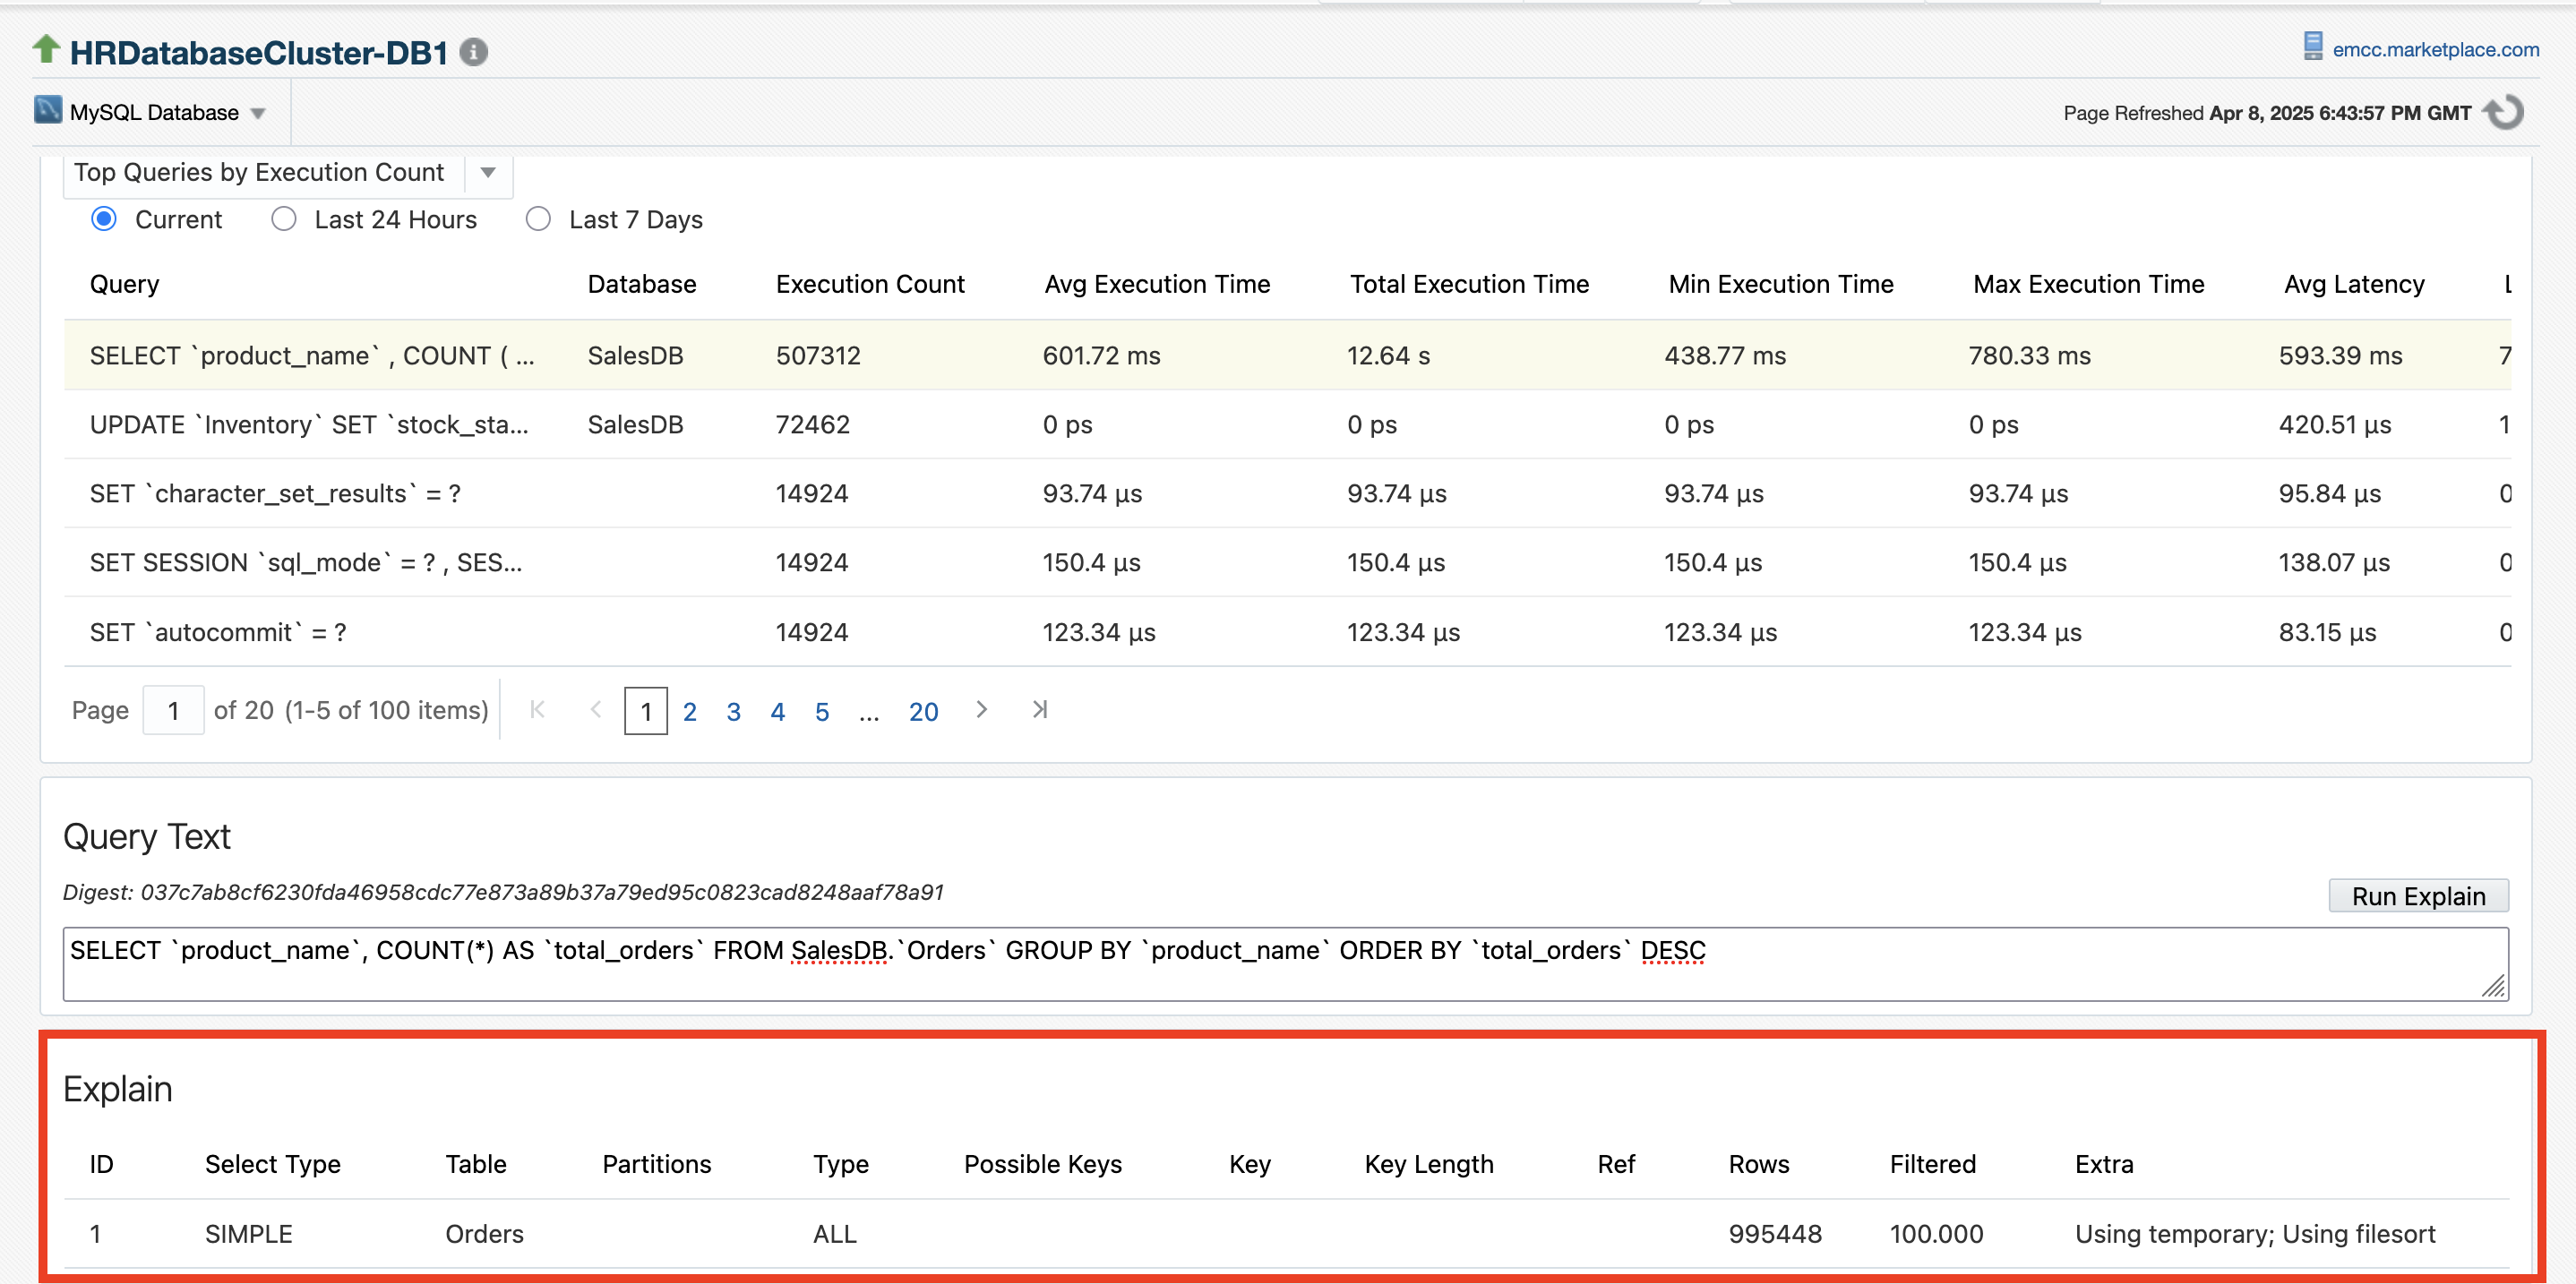 HRDatabaseCluster-DB1
emcc.marketplace.com
MySQL Database
Page Refreshed Apr 8, 2025 6:43:57 PM GMT
Top Queries by Execution Count
Current Last 24 Hours Last 7 Days
Query Database Execution Count Avg Execution Time Total Execution Time Min Execution Time Max Execution Time Avg Latency
SELECT `product_name` , COUNT ( ... SalesDB 507312 601.72 ms 12.64 s 438.77 ms 780.33 ms 593.39 ms 7
UPDATE `Inventory` SET `stock_sta... SalesDB 72462 0 ps 0 ps 0 ps 0 ps 420.51 µs 1
SET `character_set_results` = ? 14924 93.74 µs 93.74 µs 93.74 µs 93.74 µs 95.84 µs 0
SET SESSION `sql_mode` = ? , SES... 14924 150.4 µs 150.4 µs 150.4 µs 150.4 µs 138.07 µs 0
SET `autocommit` = ? 14924 123.34 µs 123.34 µs 123.34 µs 123.34 µs 83.15 µs 0
Page 1 of 20 (1-5 of 100 items) 1 2 3 4 5 ... 20
Query Text
Digest: 037c7ab8cf6230fda46958cdc77e873a89b37a79ed95c0823cad8248aaf78a91
Run Explain
SELECT `product_name`, COUNT(*) AS `total_orders` FROM SalesDB.`Orders` GROUP BY `product_name` ORDER BY `total_orders` DESC
Explain
ID Select Type Table Partitions Type Possible Keys Key Key Length Ref Rows Filtered Extra
1 SIMPLE Orders ALL 995448 100.000 Using temporary; Using filesort